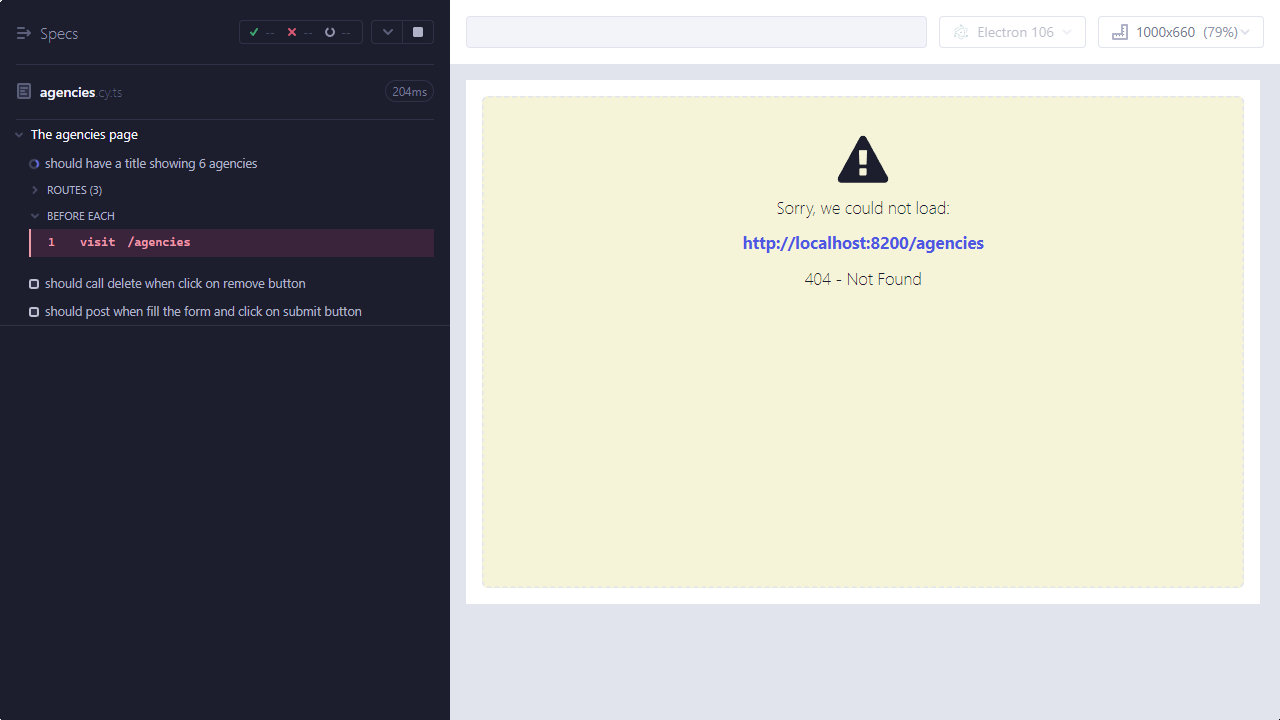 Specs
-- -- --
agencies cy.ts
204ms
The agencies page
should have a title showing 6 agencies
ROUTES (3)
BEFORE EACH
1 visit /agencies
should call delete when click on remove button
should post when fill the form and click on submit button
Electron 106
1000x660 (79%)
Sorry, we could not load:
http://localhost:8200/agencies
404 - Not Found